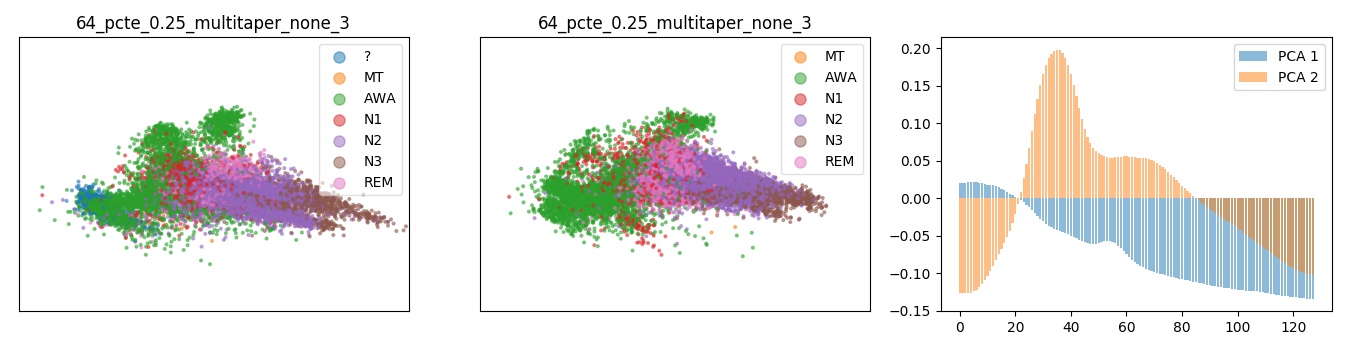 64_pcte_0.25_multitaper_none_3
?
MT
AWA
N1
N2
N3
REM
64_pcte_0.25_multitaper_none_3
MT
AWA
N1
N2
N3
REM
PCA 1
PCA 2
0.20
0.15
0.10
0.05
0.00
−0.05
−0.10
−0.15
0 20 40 60 80 100 120